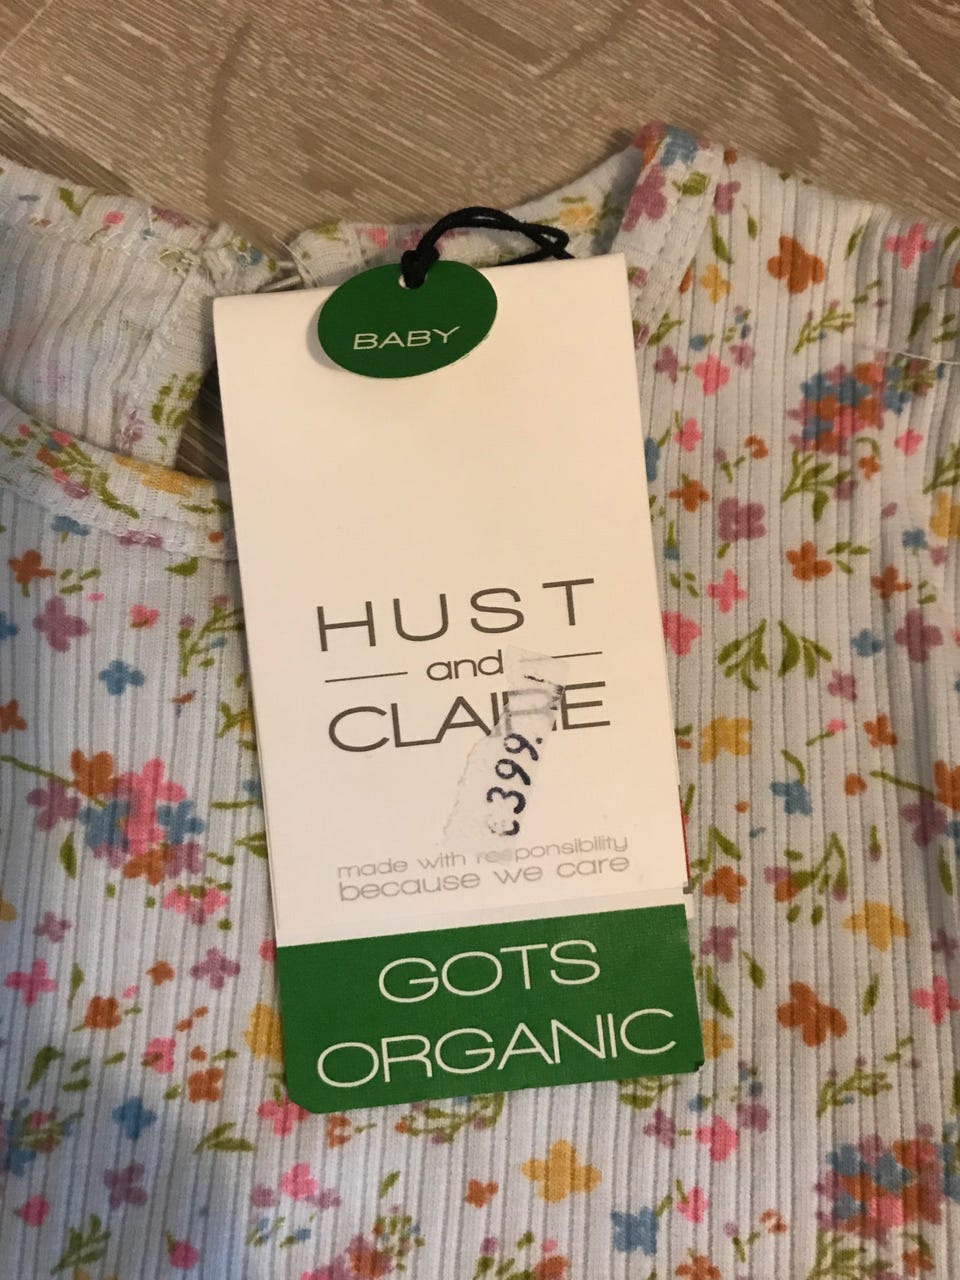 BABY
HUST
and
CLAIRE
399.
made with responsibility
because we care
GOTS
ORGANIC